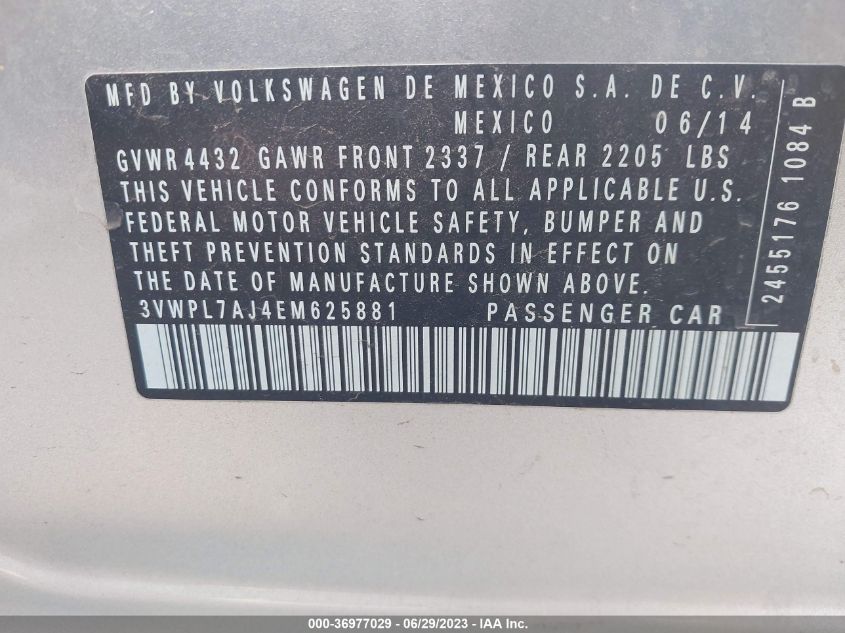 MFD BY VOLKSWAGEN DE MEXICO S.A. DE C.V.
MEXICO 06/14
GVWR4432 GAWR FRONT 2337 / REAR 2205 LBS
THIS VEHICLE CONFORMS TO ALL APPLICABLE U.S.
FEDERAL MOTOR VEHICLE SAFETY, BUMPER AND
THEFT PREVENTION STANDARDS IN EFFECT ON
THE DATE OF MANUFACTURE SHOWN ABOVE.
3VWPL7AJ4EM625881 PASSENGER CAR
2455176 1084 B
000-36977029 - 06/29/2023 - IAA Inc.